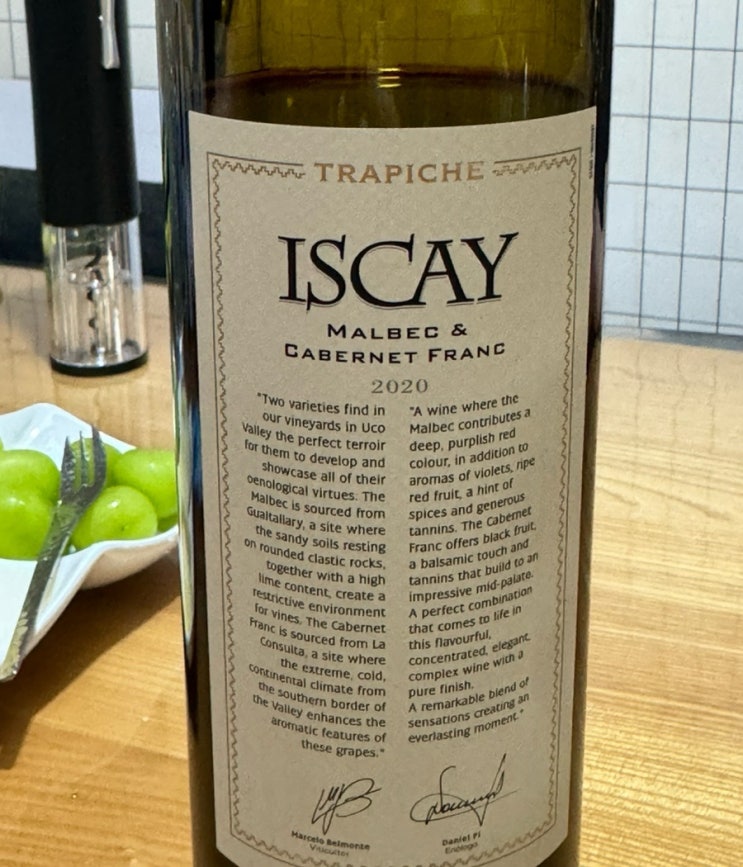 TRAPICHE
ISCAY
MALBEC &
CABERNET FRANC
2020
"Two varieties find in
our vineyards in Uco
Valley the perfect terroir
for them to develop and
showcase all of their
oenological virtues. The
Malbec is sourced from
Gualtallary, a site where
the sandy soils resting
on rounded clastic rocks,
together with a high
lime content, create a
restrictive environment
for vines. The Cabernet
Franc is sourced from La
Consulta, a site where
the extreme, cold,
continental climate from
the southern border of
the Valley enhances the
aromatic features of
these grapes."
"A wine where the
Malbec contributes a
deep, purplish red
colour, in addition to
aromas of violets, ripe
red fruit, a hint of
spices and generous
tannins. The Cabernet
Franc offers black fruit,
a balsamic touch and
tannins that build to an
impressive mid-palate.
A perfect combination
that comes to life in
this flavourful,
concentrated, elegant,
complex wine with a
pure finish.
A remarkable blend of
sensations creating an
everlasting moment."
Marcelo Belmonte
Viticultor
Daniel Pi
Enólogo